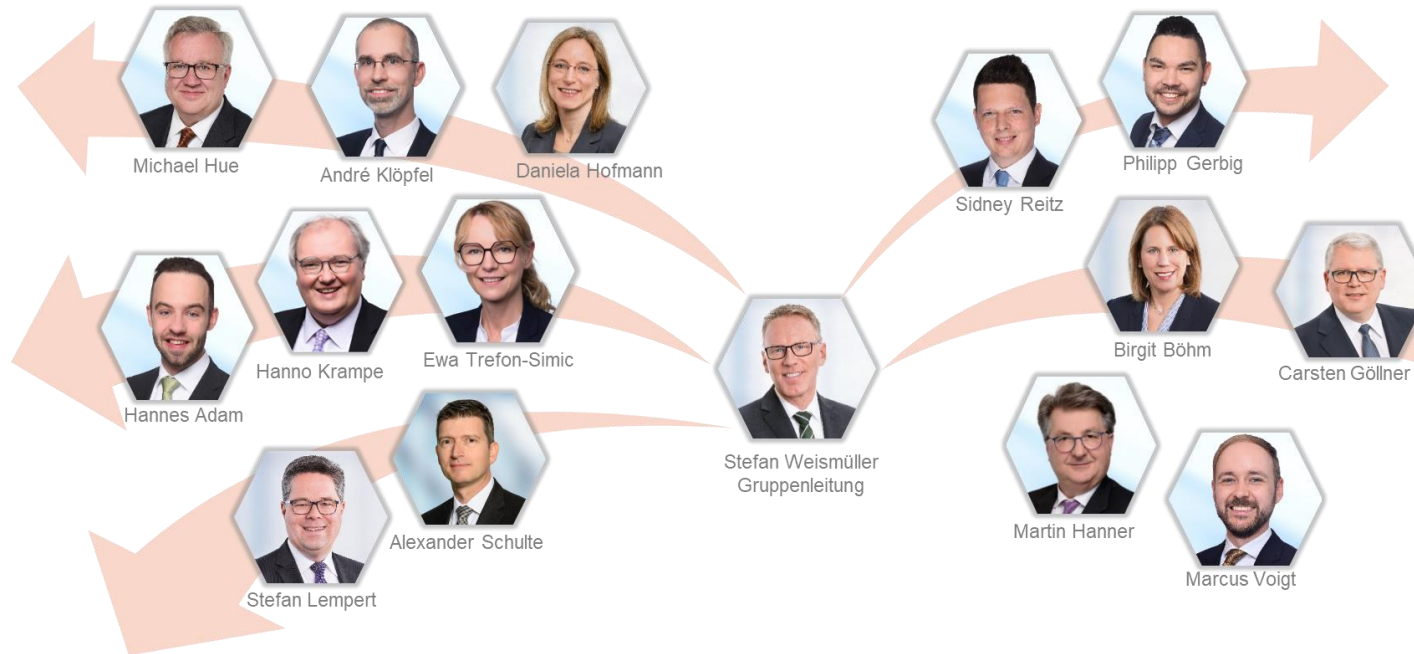 Michael Hue
André Klöpfel
Daniela Hofmann
Sidney Reitz
Philipp Gerbig
Hannes Adam
Hanno Krampe
Ewa Trefon-Simic
Birgit Böhm
Carsten Göllner
Stefan Weismüller
Gruppenleitung
Stefan Lempert
Alexander Schulte
Martin Hanner
Marcus Voigt